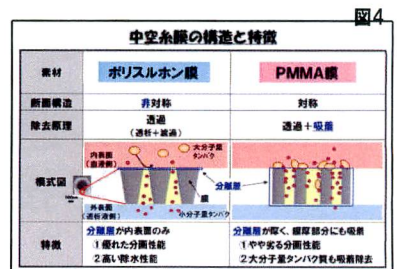 図4
中空糸膜の構造と特徴
素材 ポリスルホン膜 PMMA膜
断面構造 非対称 対称
除去原理 透過 透過+吸着
(透析+濾過)
模式図
内表面
(血液側)
大分子量
タンパク
分離層
膜
外表面
(透析液側)
小分子量タンパク
特徴
分離層が内表面のみ
①優れた分画性能
②高い除水性能
分離層が厚く、膜厚部分にも吸着
①やや劣る分画性能
②大分子量タンパク質も吸着除去